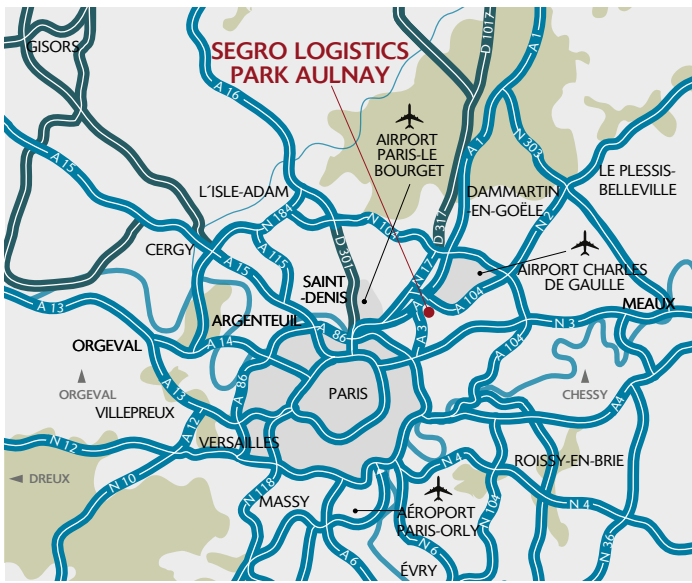 GISORS
SEGRO LOGISTICS
PARK AULNAY
D 1017
A 1
A 16
AIRPORT
PARIS-LE
BOURGET
A 15
A 1
N 303
LE PLESSIS-
BELLEVILLE
L´ISLE-ADAM
DAMMARTIN
-EN-GOËLE
N 184
N 104
D 317
N 2
CERGY
A 115
D 301
A 15
SAINT
-DENIS
N 17
AIRPORT CHARLES
DE GAULLE
A 104
A 13
ARGENTEUIL
A 86
A 3
N 3
MEAUX
ORGEVAL
A 14
A 104
ORGEVAL
A 13
A 86
PARIS
CHESSY
A4
VILLEPREUX
A 12
VERSAILLES
N 12
N 4
ROISSY-EN-BRIE
DREUX
N 10
N 118
MASSY
AÉROPORT
PARIS-ORLY
N 104
N 4
A 6
N 6
N 36
ÉVRY